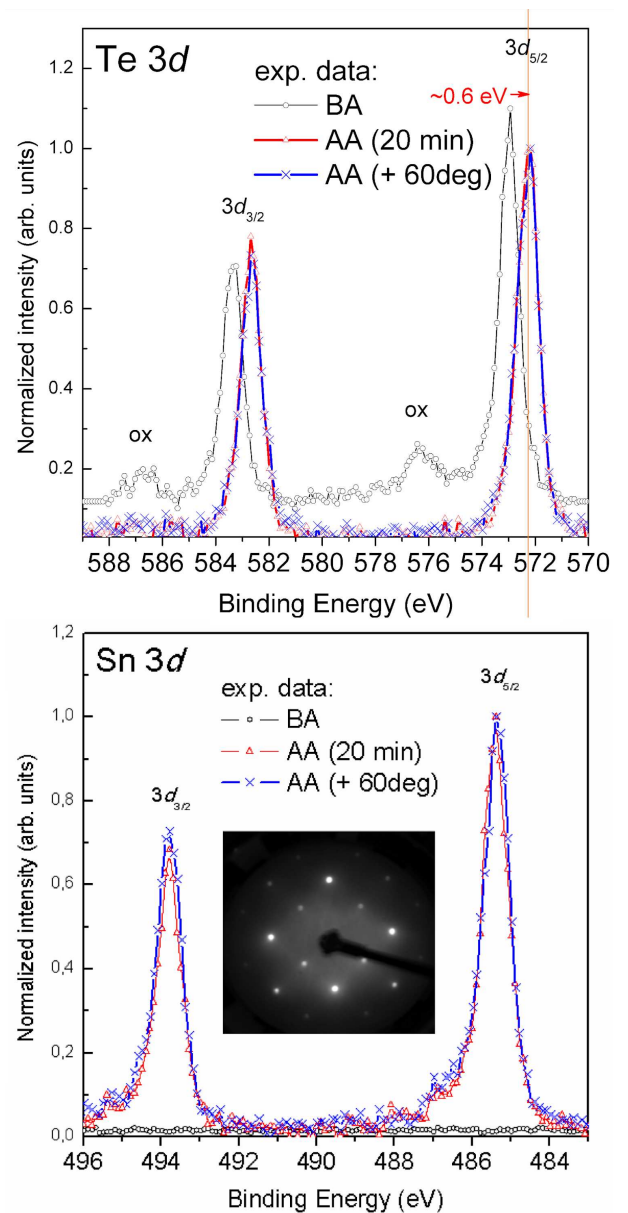 Te 3d
3d5/2
exp. data:
~0.6 eV
BA
AA (20 min)
AA (+ 60deg)
3d3/2
ox
ox
1.2
1.0
0.8
0.6
0.4
0.2
Normalized intensity (arb. units)
588 586 584 582 580 578 576 574 572 570
Binding Energy (eV)
1,2
Sn 3d
3d5/2
exp. data:
BA
AA (20 min)
AA (+ 60deg)
3d3/2
1,0
0,8
0,6
0,4
0,2
0,0
Normalized intensity (arb. units)
496 494 492 490 488 486 484
Binding Energy (eV)